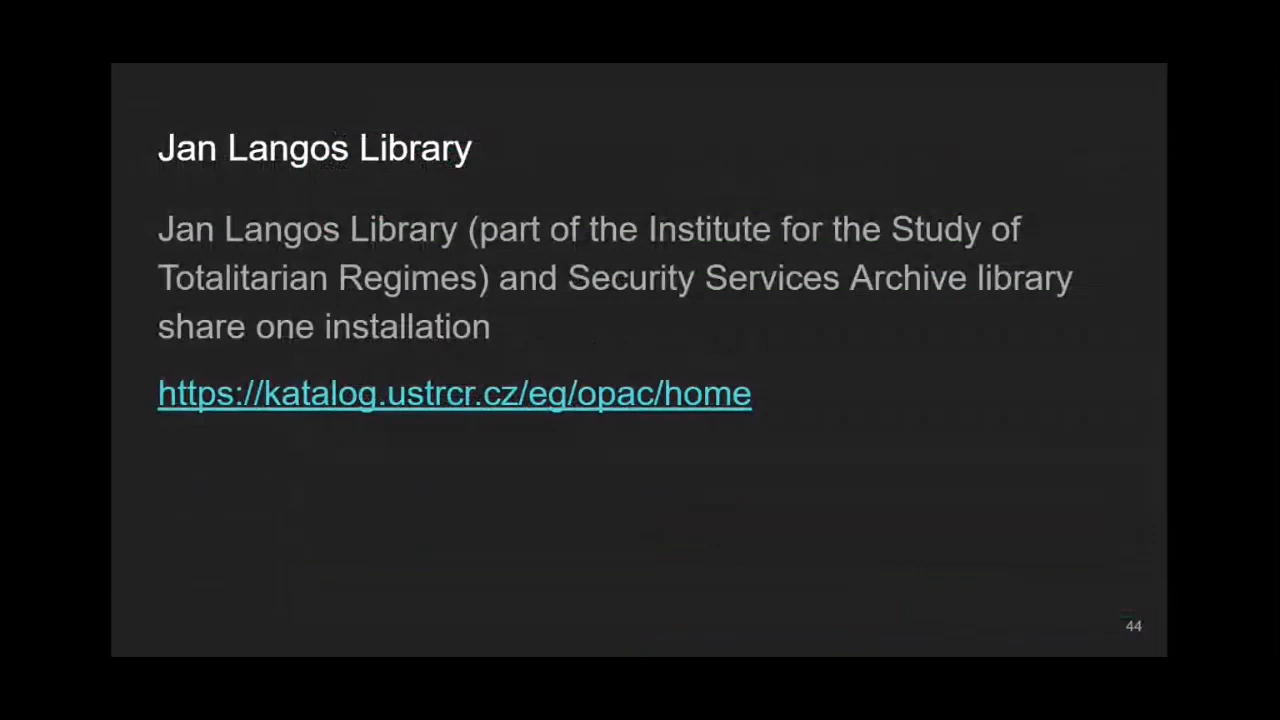 Jan Langos Library
Jan Langos Library (part of the Institute for the Study of
Totalitarian Regimes) and Security Services Archive library
share one installation
https://katalog.ustrcr.cz/eg/opac/home
44